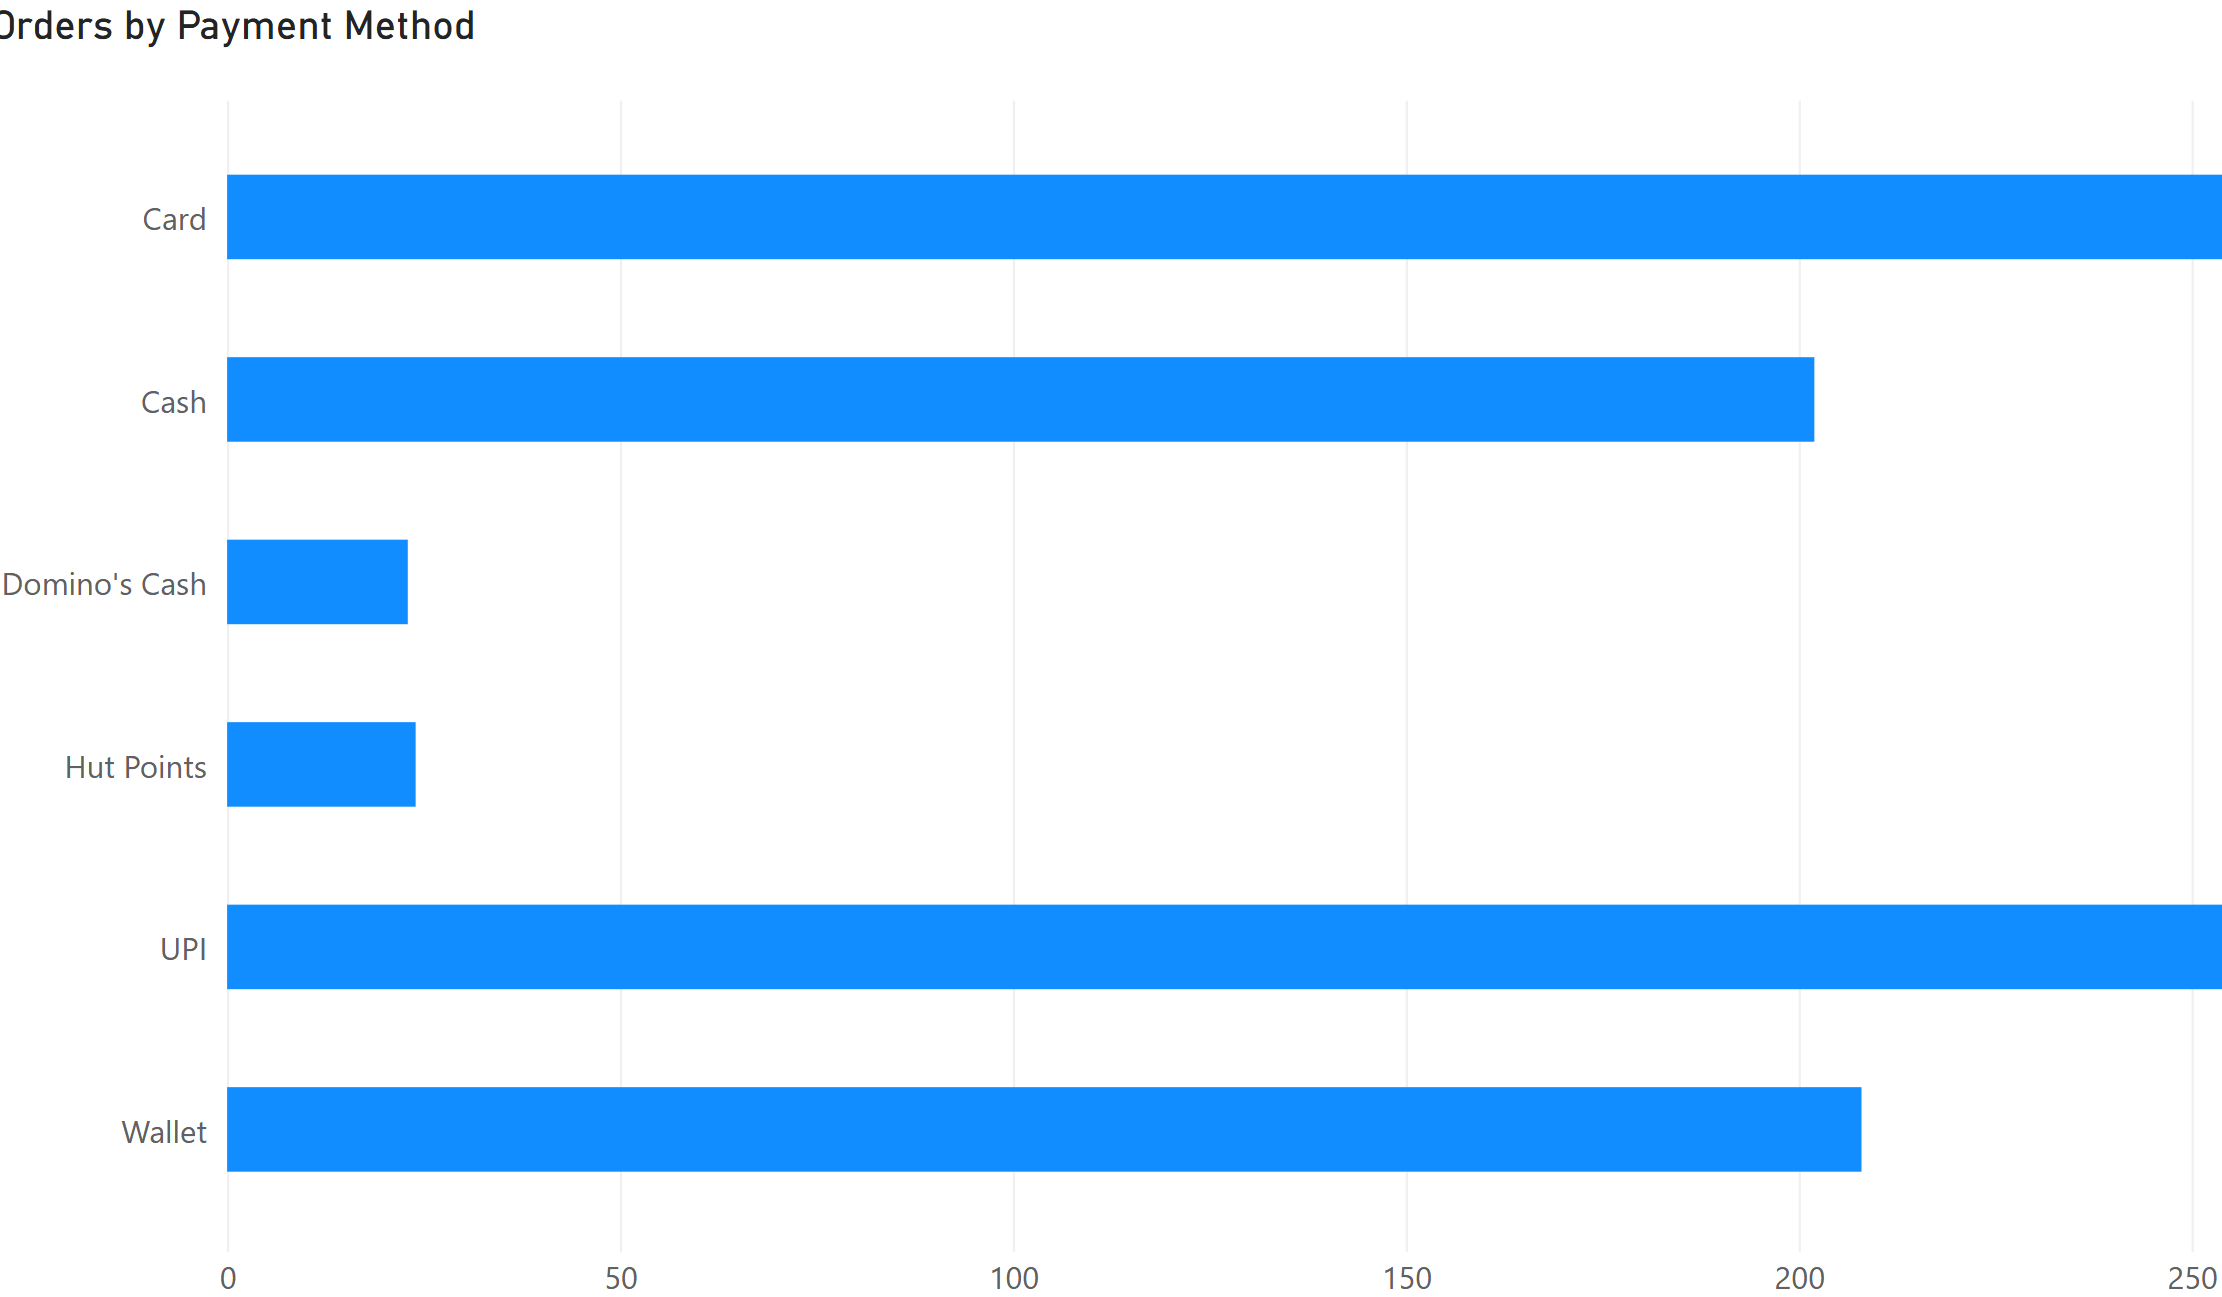 Orders by Payment Method
Card
Cash
Domino's Cash
Hut Points
UPI
Wallet
0 50 100 150 200 250